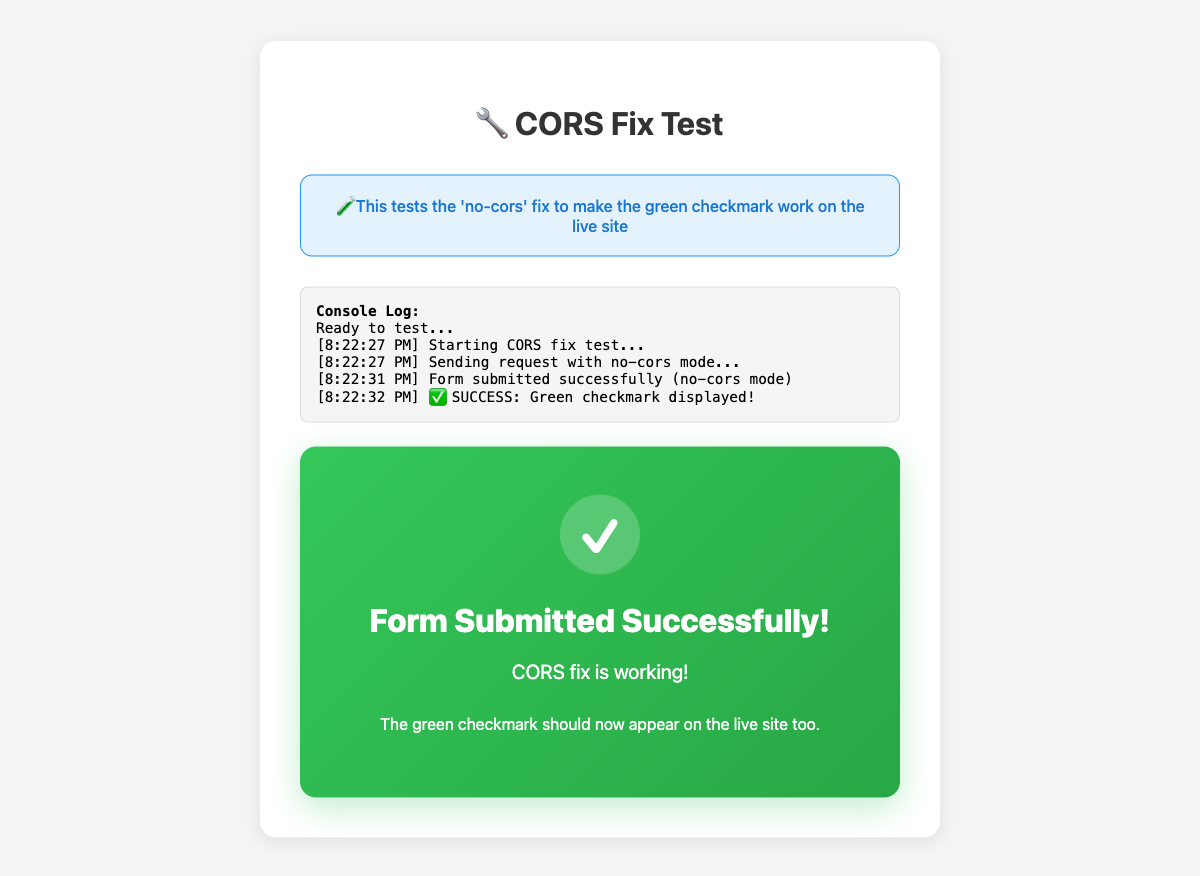 🔧 CORS Fix Test
🧪This tests the 'no-cors' fix to make the green checkmark work on the
live site
Console Log:
Ready to test...
[8:22:27 PM] Starting CORS fix test...
[8:22:27 PM] Sending request with no-cors mode...
[8:22:31 PM] Form submitted successfully (no-cors mode)
[8:22:32 PM] ✅ SUCCESS: Green checkmark displayed!
Form Submitted Successfully!
CORS fix is working!
The green checkmark should now appear on the live site too.